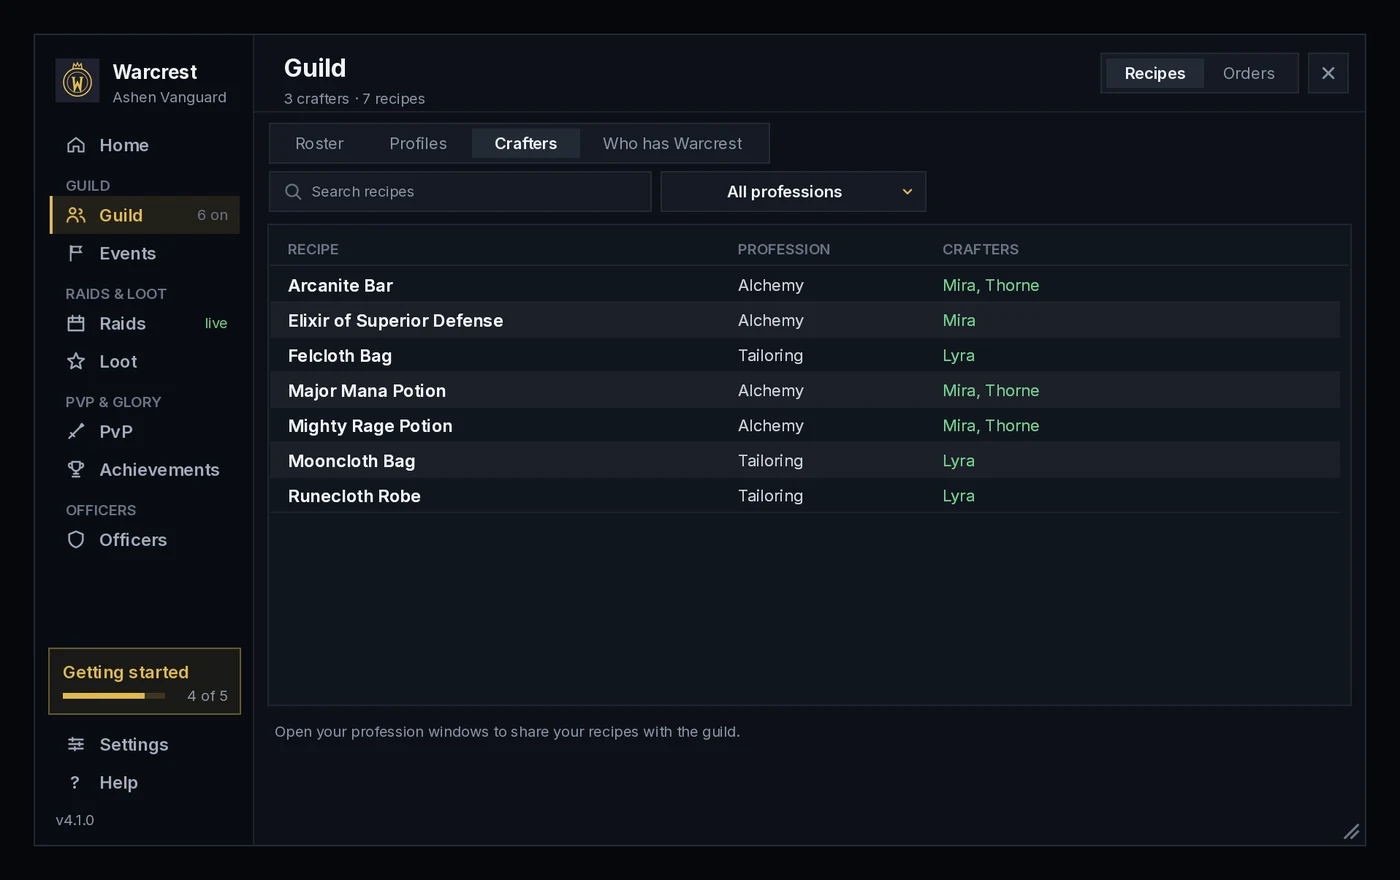 Warcrest
Ashen Vanguard
Home
GUILD
Guild 6 on
Events
RAIDS & LOOT
Raids live
Loot
PVP & GLORY
PvP
Achievements
OFFICERS
Officers
Getting started
4 of 5
Settings
? Help
v4.1.0
Guild
3 crafters · 7 recipes
Recipes Orders
Roster Profiles Crafters Who has Warcrest
Search recipes All professions
RECIPE PROFESSION CRAFTERS
Arcanite Bar Alchemy Mira, Thorne
Elixir of Superior Defense Alchemy Mira
Felcloth Bag Tailoring Lyra
Major Mana Potion Alchemy Mira, Thorne
Mighty Rage Potion Alchemy Mira, Thorne
Mooncloth Bag Tailoring Lyra
Runecloth Robe Tailoring Lyra
Open your profession windows to share your recipes with the guild.